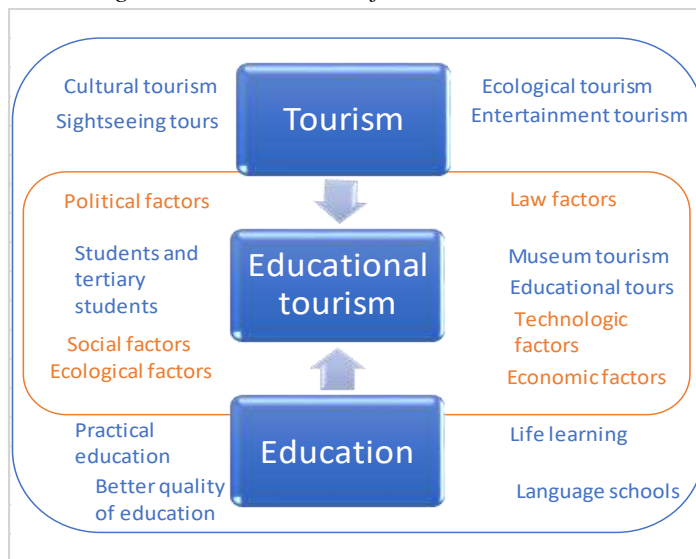 Cultural tourism
Sightseeing tours
Tourism
Ecological tourism
Entertainment tourism
Political factors
Law factors
Students and
tertiary
students
Educational
tourism
Museum tourism
Educational tours
Social factors
Ecological factors
Technologic
factors
Economic factors
Practical
education
Better quality
of education
Education
Life learning
Language schools